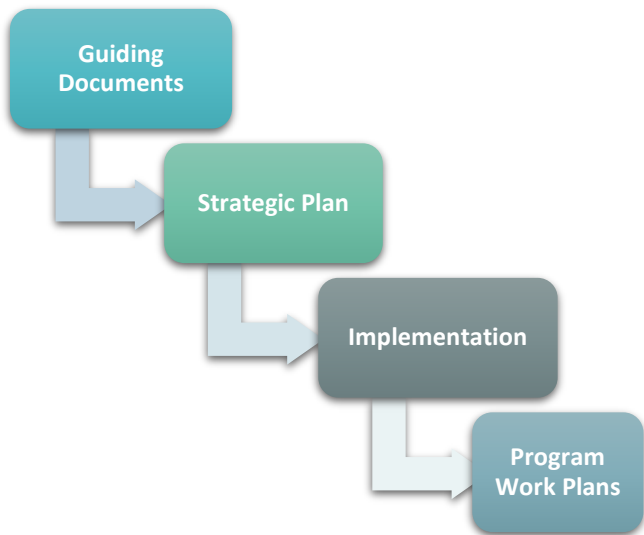 Guiding
Documents
Strategic Plan
Implementation
Program
Work Plans